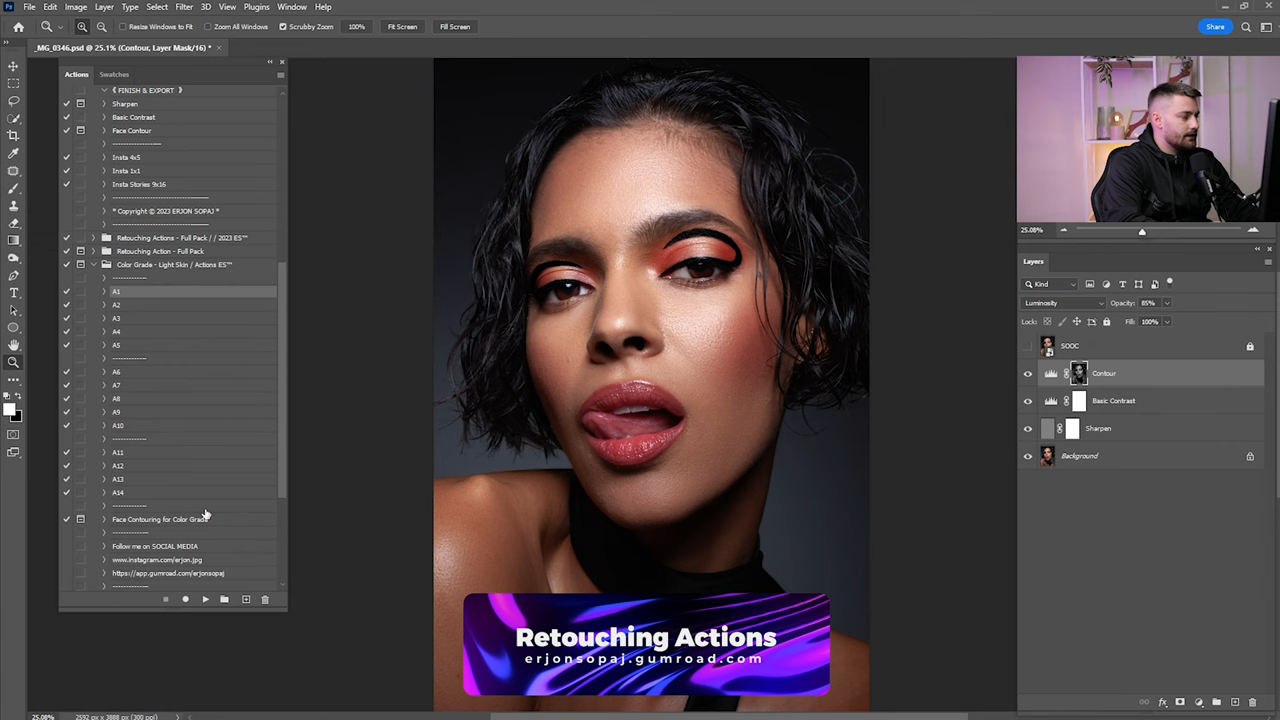 File Edit Image Layer Type Select Filter 3D View Plugins Window Help
Resize Windows to Fit Zoom All Windows Scrubby Zoom 100% Fit Screen Fill Screen Share
_MG_0346.psd @ 25.1% (Contour, Layer Mask/16) *
Actions Swatches
《 FINISH & EXPORT 》
Sharpen
Basic Contrast
Face Contour
--------------------
Insta 4x5
Insta 1x1
Insta Stories 9x16
* Copyright © 2023 ERJON SOPAJ *
Retouching Actions - Full Pack / / 2023 ES™
Retouching Action - Full Pack
Color Grade - Light Skin / Actions ES™
--------------
A1
A2
A3
A4
A5
--------------
A6
A7
A8
A9
A10
--------------
A11
A12
A13
A14
--------------
Face Contouring for Color Grade
--------------
Follow me on SOCIAL MEDIA
www.instagram.com/erjon.jpg
https://app.gumroad.com/erjonsopaj
--------------
Retouching Actions
erjonsopaj.gumroad.com
25.08%
Layers
Kind
Luminosity Opacity: 85%
Lock: Fill: 100%
SOOC
Contour
Basic Contrast
Sharpen
Background
25.08% 2592 px x 3888 px (300 ppi)